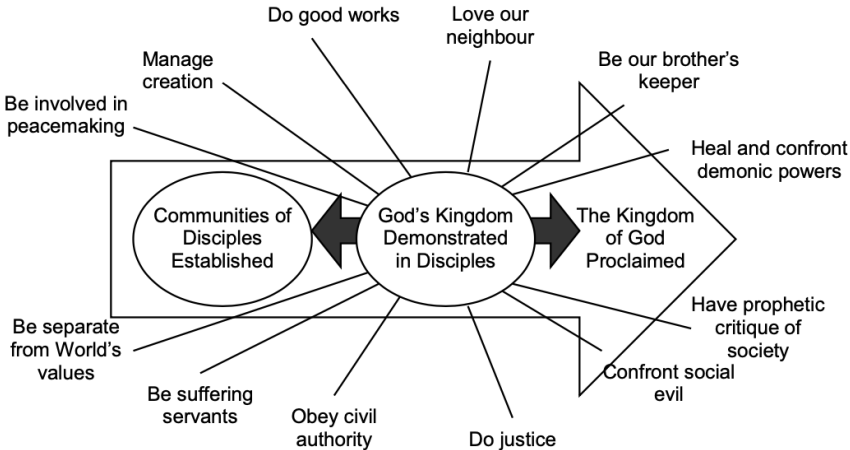 Do good works
Love our
neighbour
Manage
creation
Be our brother's
keeper
Be involved in
peacemaking
Heal and confront
demonic powers
Communities of
Disciples
Established
God's Kingdom
Demonstrated
in Disciples
The Kingdom
of God
Proclaimed
Be separate
from World's
values
Have prophetic
critique of
society
Be suffering
servants
Confront social
evil
Obey civil
authority
Do justice